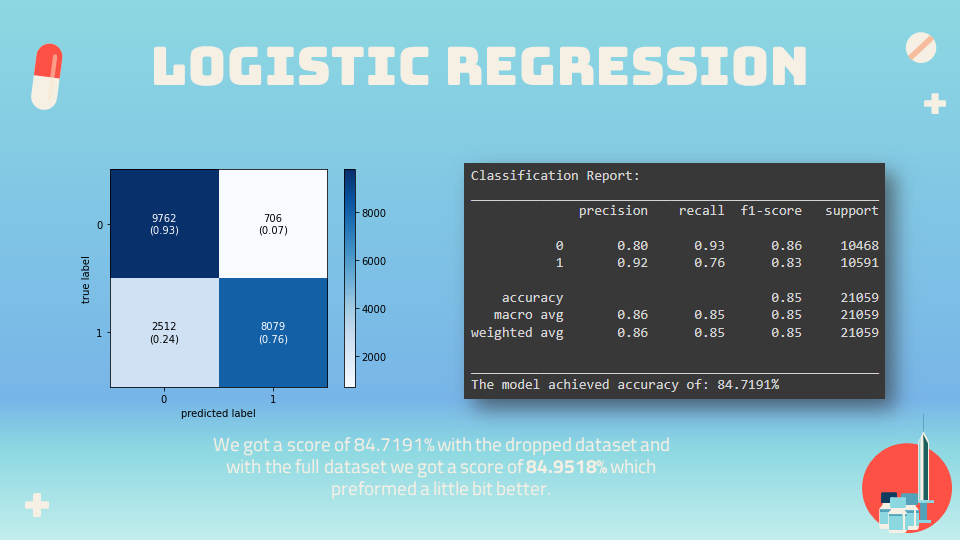 LOGISTIC REGRESSION
9762
(0.93)
706
(0.07)
2512
(0.24)
8079
(0.76)
0
1
true label
0 1
predicted label
8000
6000
4000
2000
Classification Report:
precision recall f1-score support
0 0.80 0.93 0.86 10468
1 0.92 0.76 0.83 10591
accuracy 0.85 21059
macro avg 0.86 0.85 0.85 21059
weighted avg 0.86 0.85 0.85 21059
The model achieved accuracy of: 84.7191%
We got a score of 84.7191% with the dropped dataset and
with the full dataset we got a score of 84.9518% which
preformed a little bit better.